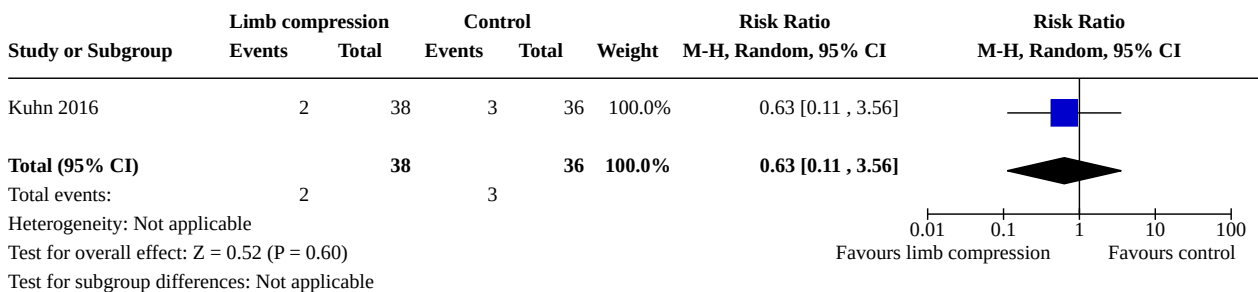 Limb compression Control Risk Ratio Risk Ratio
Study or Subgroup Events Total Events Total Weight M-H, Random, 95% CI M-H, Random, 95% CI
Kuhn 2016 2 38 3 36 100.0% 0.63 [0.11 , 3.56]
Total (95% CI) 38 36 100.0% 0.63 [0.11 , 3.56]
Total events: 2 3
Heterogeneity: Not applicable
0.01 0.1 1 10 100
Test for overall effect: Z = 0.52 (P = 0.60) Favours limb compression Favours control
Test for subgroup differences: Not applicable